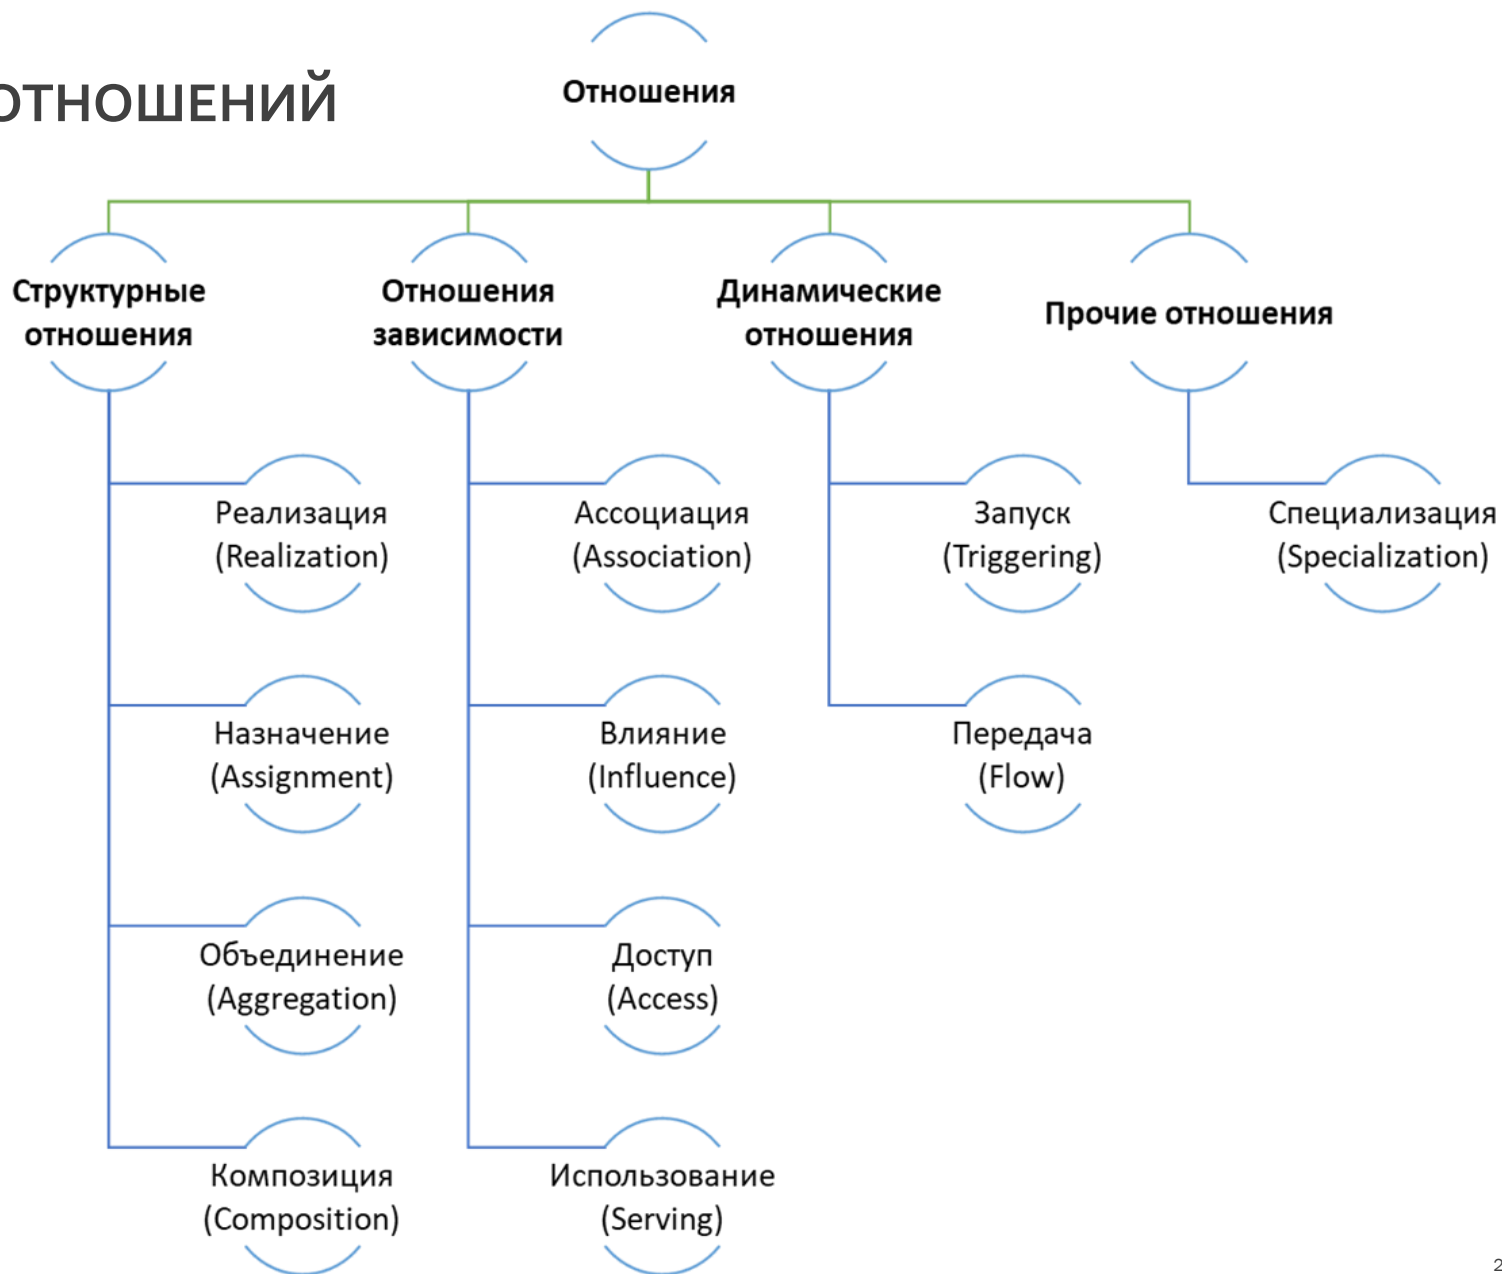 ОТНОШЕНИЙ
Отношения
Структурные
отношения
Реализация
(Realization)
Назначение
(Assignment)
Объединение
(Aggregation)
Композиция
(Composition)
Отношения
зависимости
Ассоциация
(Association)
Влияние
(Influence)
Доступ
(Access)
Использование
(Serving)
Динамические
отношения
Запуск
(Triggering)
Передача
(Flow)
Прочие отношения
Специализация
(Specialization)
2